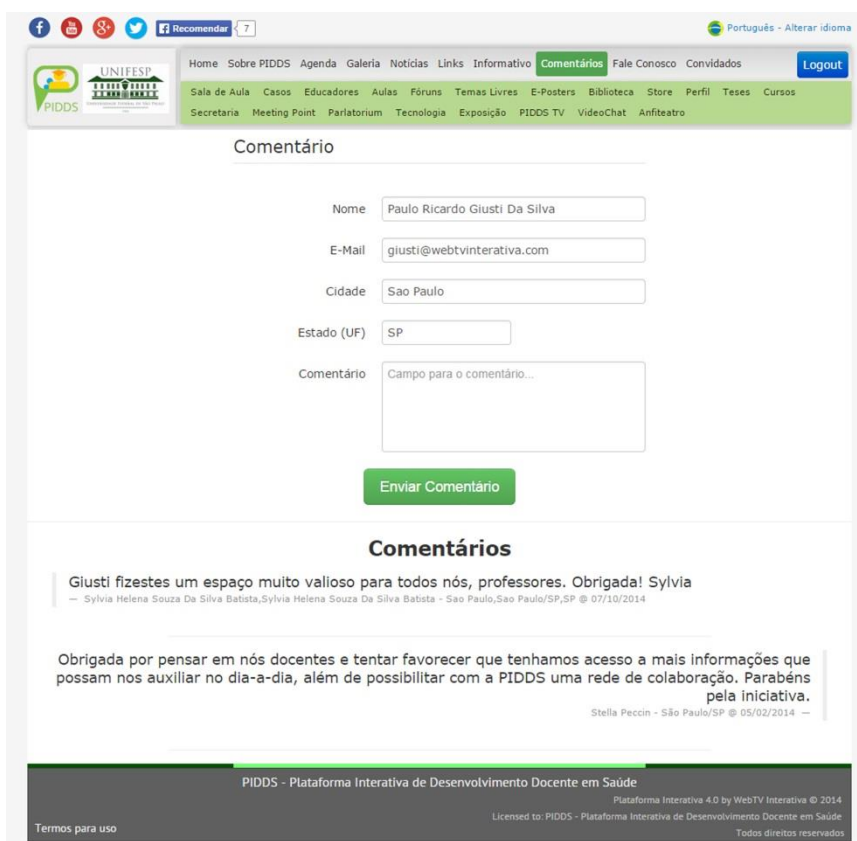 Recomendar 7
Português - Alterar idioma
PIDDS
UNIFESP
Home Sobre PIDDS Agenda Galeria Notícias Links Informativo Comentários Fale Conosco Convidados Logout
Sala de Aula Casos Educadores Aulas Fóruns Temas Livres E-Posters Biblioteca Store Perfil Teses Cursos
Secretaria Meeting Point Parlatorium Tecnologia Exposição PIDDS TV VideoChat Anfiteatro
Comentário
Nome Paulo Ricardo Giusti Da Silva
E-Mail giusti@webtvinterativa.com
Cidade Sao Paulo
Estado (UF) SP
Comentário Campo para o comentário...
Enviar Comentário
Comentários
Giusti fizestes um espaço muito valioso para todos nós, professores. Obrigada! Sylvia
— Sylvia Helena Souza Da Silva Batista,Sylvia Helena Souza Da Silva Batista - Sao Paulo,Sao Paulo/SP,SP @ 07/10/2014
Obrigada por pensar em nós docentes e tentar favorecer que tenhamos acesso a mais informações que
possam nos auxiliar no dia-a-dia, além de possibilitar com a PIDDS uma rede de colaboração. Parabéns
pela iniciativa.
Stella Peccin - São Paulo/SP @ 05/02/2014 —
PIDDS - Plataforma Interativa de Desenvolvimento Docente em Saúde
Plataforma Interativa 4.0 by WebTV Interativa © 2014
Licensed to: PIDDS - Plataforma Interativa de Desenvolvimento Docente em Saúde
Termos para uso
Todos direitos reservados